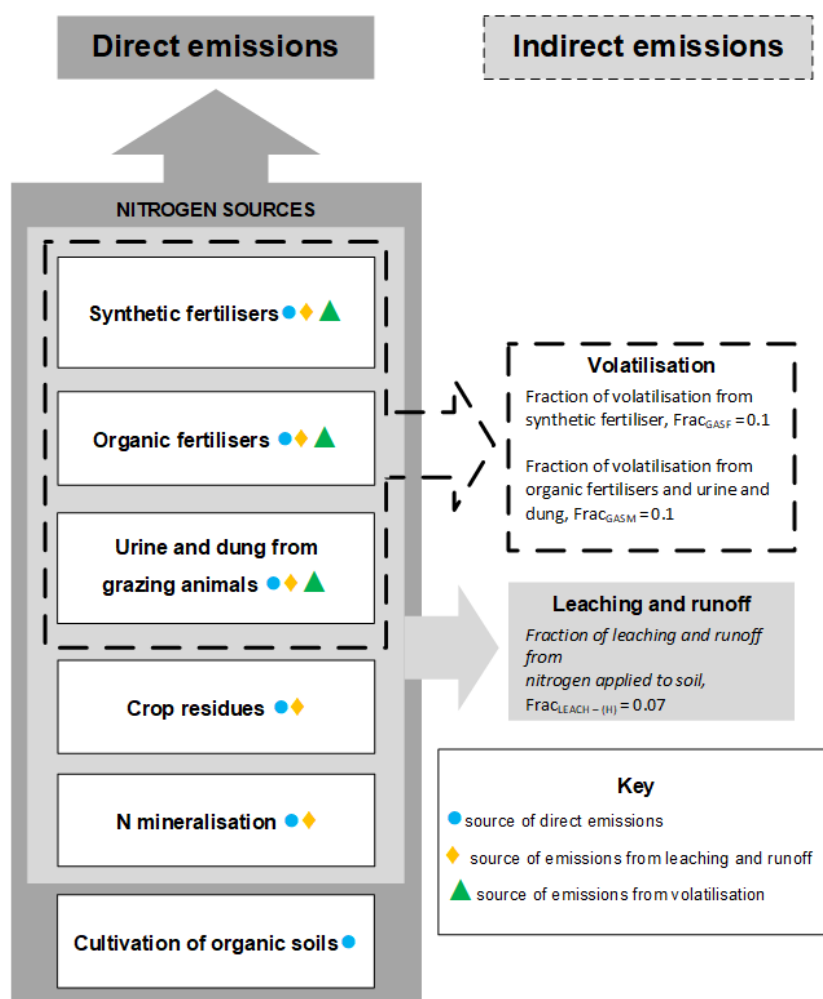 Direct emissions
Indirect emissions
NITROGEN SOURCES
Synthetic fertilisers
Organic fertilisers
Urine and dung from
grazing animals
Crop residues
N mineralisation
Cultivation of organic soils
Volatilisation
Fraction of volatilisation from
synthetic fertiliser, FracGASF = 0.1
Fraction of volatilisation from
organic fertilisers and urine and
dung, FracGASM = 0.1
Leaching and runoff
Fraction of leaching and runoff
from
nitrogen applied to soil,
FracLEACH – (H) = 0.07
Key
source of direct emissions
source of emissions from leaching and runoff
source of emissions from volatilisation